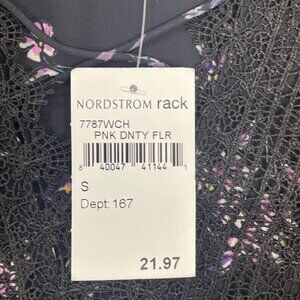 NORDSTROM rack
7787WCH
PNK DNTY FLR
8 40047 41144 1
S
Dept: 167
21.97